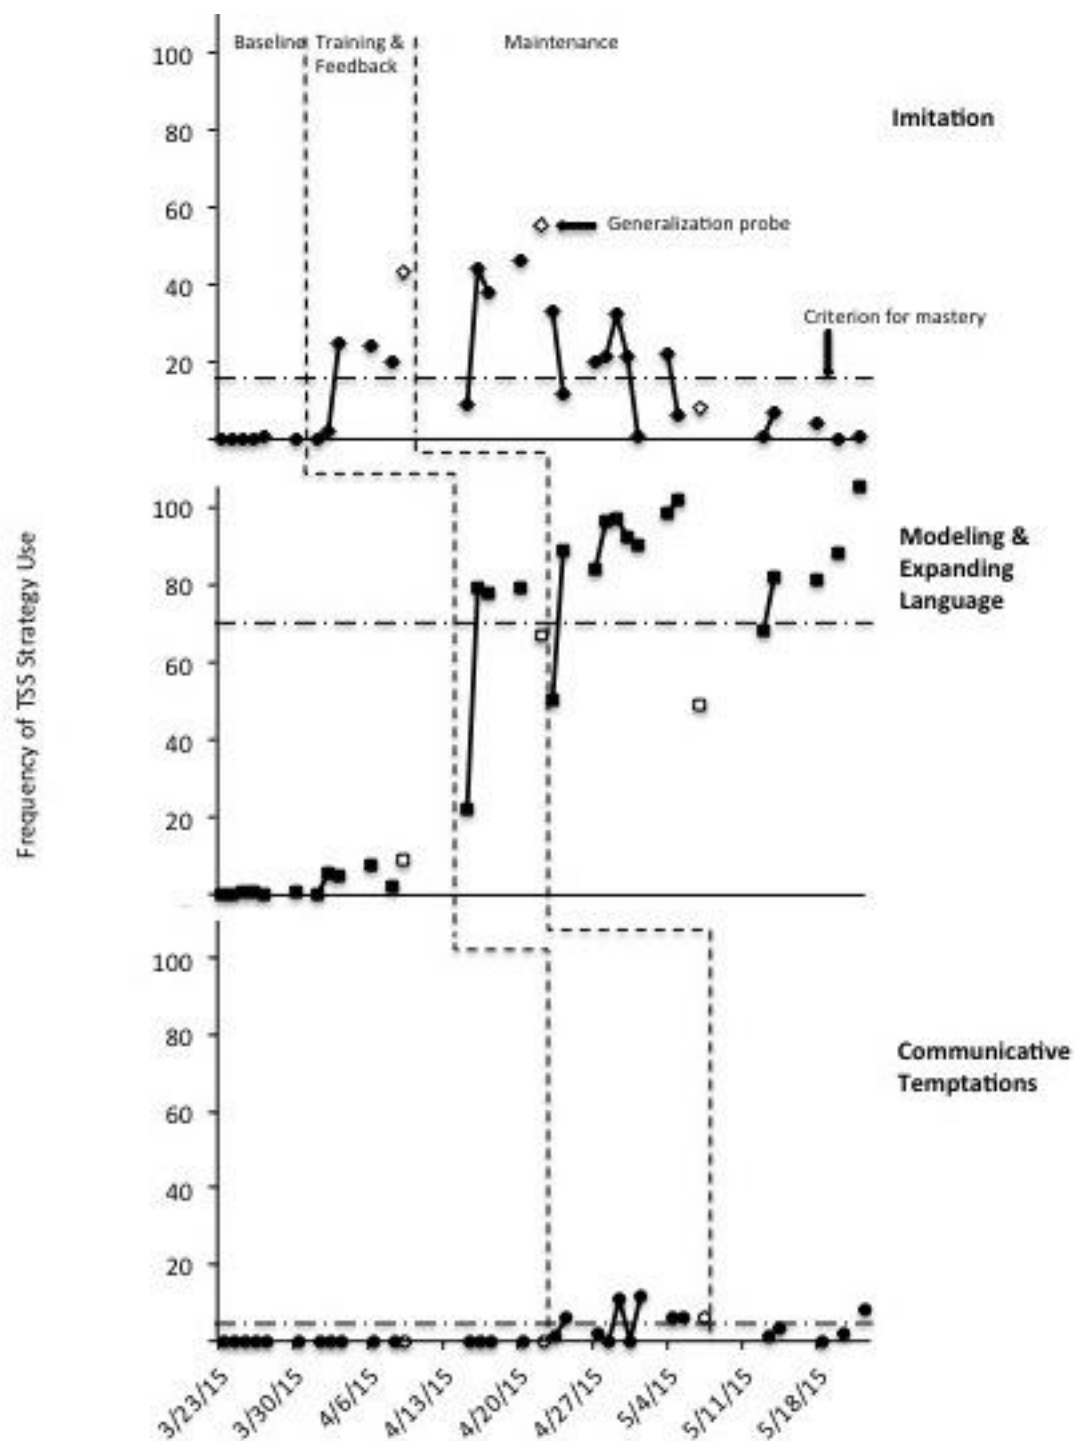 Baseline Training & Maintenance
Feedback
100
80
60
40
20
Imitation
Generalization probe
Criterion for mastery
Frequency of TSS Strategy Use
100
80
60
40
20
Modeling &
Expanding
Language
100
80
60
40
20
Communicative
Temptations
3/23/15
3/30/15
4/6/15
4/13/15
4/20/15
4/27/15
5/4/15
5/11/15
5/18/15